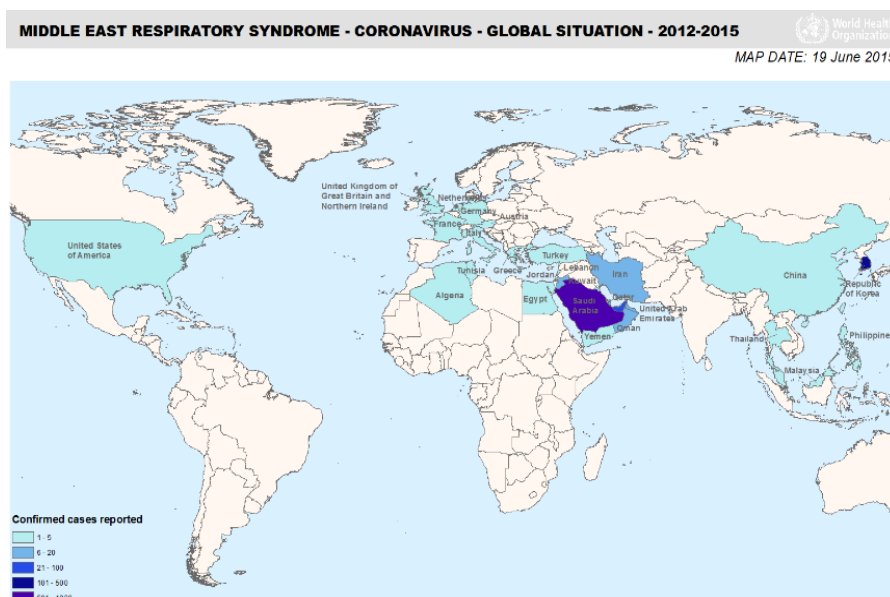 MIDDLE EAST RESPIRATORY SYNDROME - CORONAVIRUS - GLOBAL SITUATION - 2012-2015
World Health
Organization
MAP DATE: 19 June 2015
United Kingdom of
Great Britain and
Northern Ireland
Netherlands
Germany
Austria
France
Italy
United States
of America
Turkey
Tunisia
Greece
Lebanon
Jordan
Iran
Kuwait
China
Algeria
Egypt
Qatar
Saudi
Arabia
United Arab
Emirates
Oman
Yemen
Republic
of Korea
Thailand
Philippine
Malaysia
Confirmed cases reported
1 - 5
6 - 20
21 - 100
101 - 500